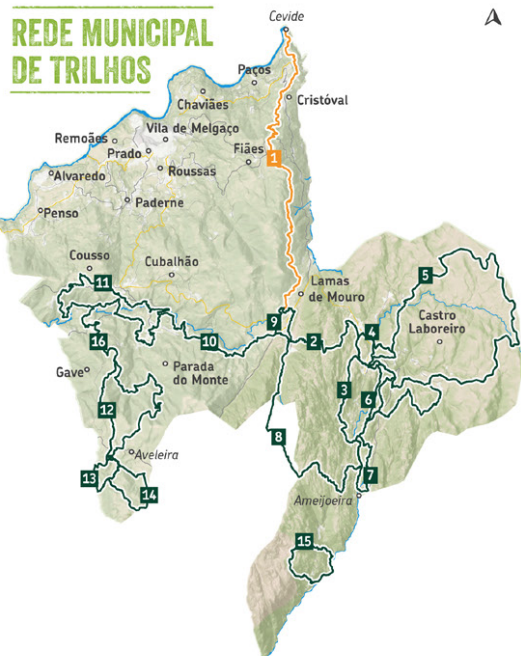 REDE MUNICIPAL
DE TRILHOS
Cevide
Paços
Chaviães
Cristóval
Vila de Melgaço
Remoães
Prado
Fiães
1
Alvaredo
Roussas
Paderne
Penso
Cousso
Cubalhão
11
Lamas
de Mouro
5
9
Castro
Laboreiro
4
2
10
16
Gave
Parada
do Monte
3
6
12
8
Aveleira
13
14
7
Ameijoeira
15